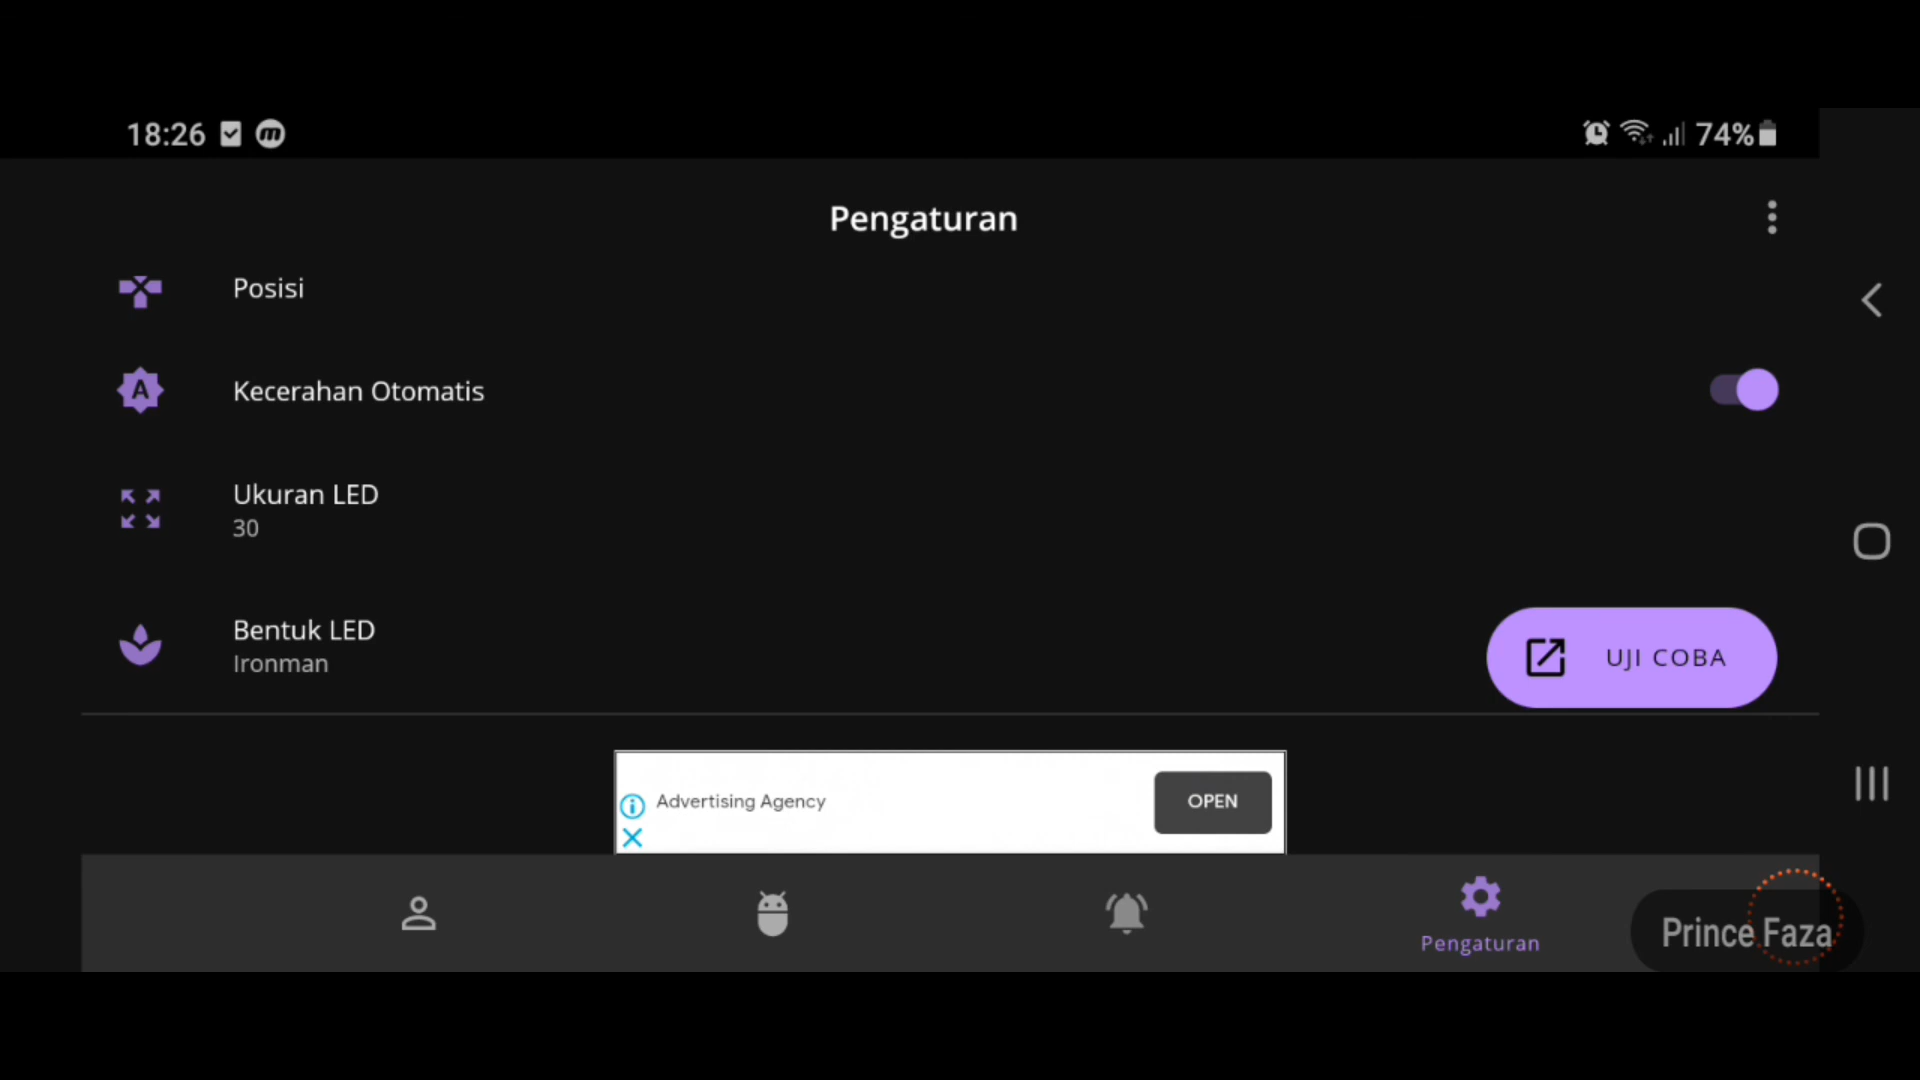 18:26
74%
Pengaturan
Posisi
A
Kecerahan Otomatis
Ukuran LED
30
Bentuk LED
Ironman
UJI COBA
Advertising Agency
OPEN
Pengaturan
Prince Faza